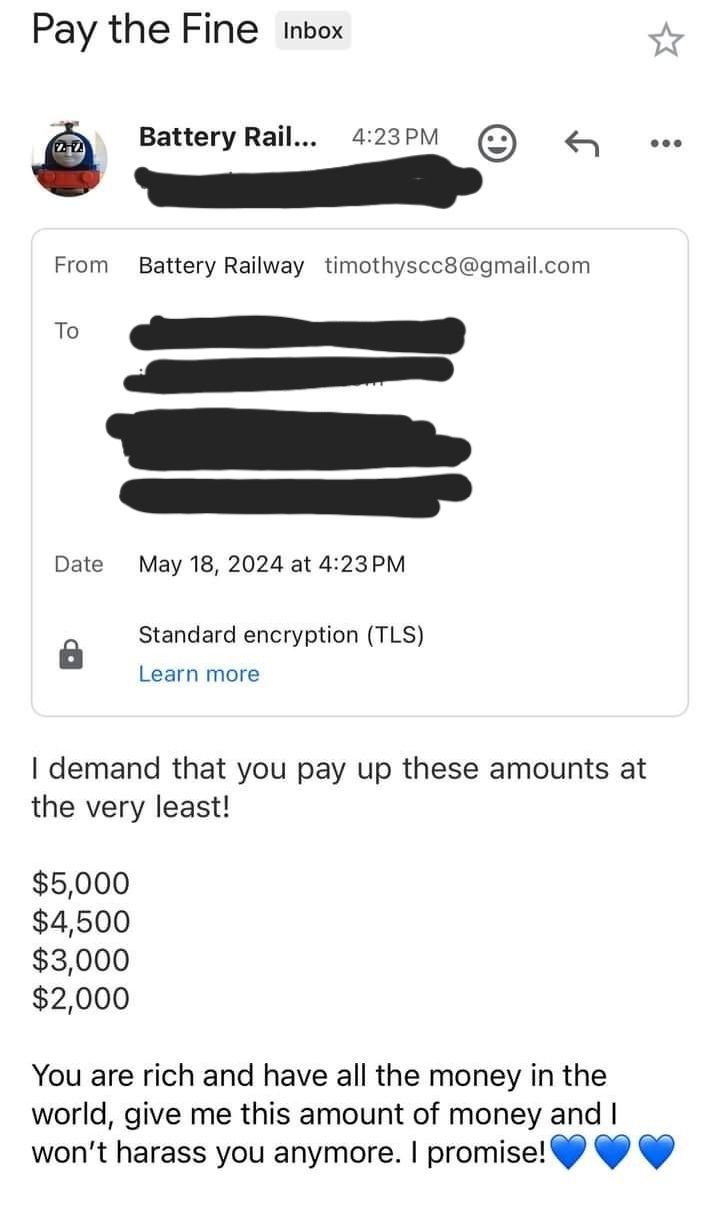 Pay the Fine Inbox
Battery Rail... 4:23 PM
From Battery Railway timothyscc8@gmail.com
To
Date May 18, 2024 at 4:23 PM
Standard encryption (TLS)
Learn more
I demand that you pay up these amounts at
the very least!
$5,000
$4,500
$3,000
$2,000
You are rich and have all the money in the
world, give me this amount of money and I
won't harass you anymore. I promise!💙💙💙